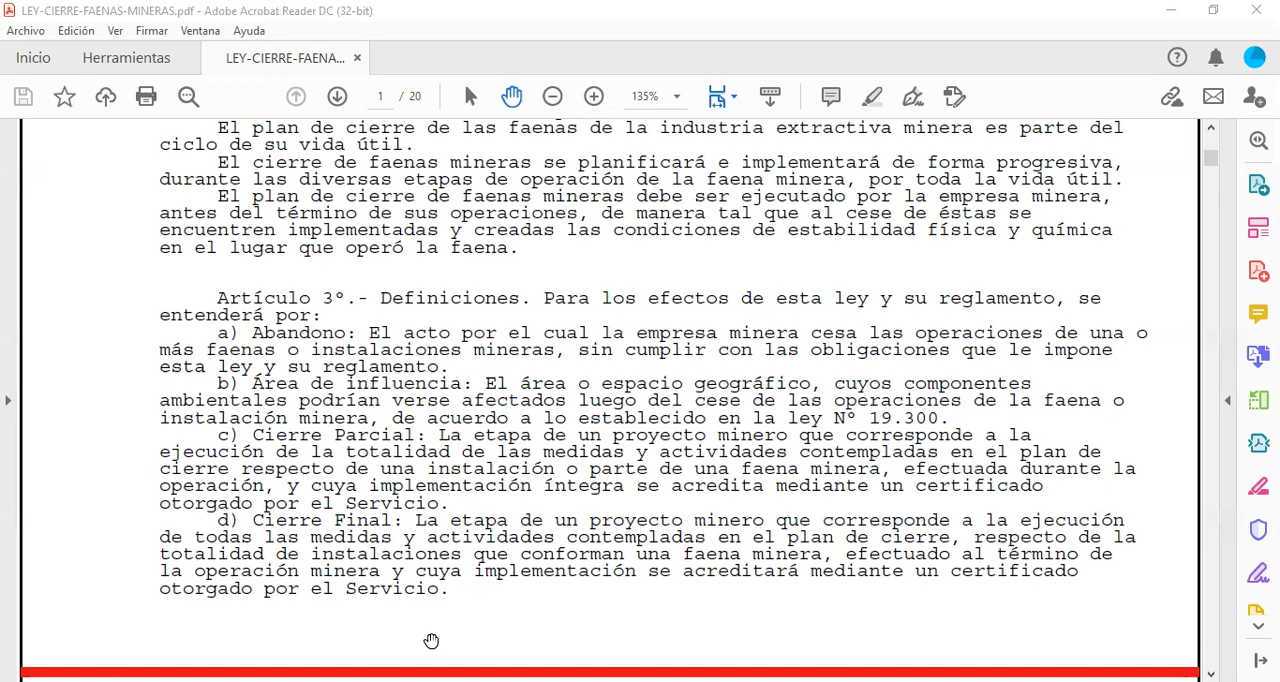 LEY-CIERRE-FAENAS-MINERAS.pdf - Adobe Acrobat Reader DC (32-bit)
Archivo Edición Ver Firmar Ventana Ayuda
Inicio Herramientas LEY-CIERRE-FAENA... ×
1 / 20 135%
El plan de cierre de las faenas de la industria extractiva minera es parte del
ciclo de su vida útil.
El cierre de faenas mineras se planificará e implementará de forma progresiva,
durante las diversas etapas de operación de la faena minera, por toda la vida útil.
El plan de cierre de faenas mineras debe ser ejecutado por la empresa minera,
antes del término de sus operaciones, de manera tal que al cese de éstas se
encuentren implementadas y creadas las condiciones de estabilidad física y química
en el lugar que operó la faena.
Artículo 3º.- Definiciones. Para los efectos de esta ley y su reglamento, se
entenderá por:
a) Abandono: El acto por el cual la empresa minera cesa las operaciones de una o
más faenas o instalaciones mineras, sin cumplir con las obligaciones que le impone
esta ley y su reglamento.
b) Área de influencia: El área o espacio geográfico, cuyos componentes
ambientales podrían verse afectados luego del cese de las operaciones de la faena o
instalación minera, de acuerdo a lo establecido en la ley Nº 19.300.
c) Cierre Parcial: La etapa de un proyecto minero que corresponde a la
ejecución de la totalidad de las medidas y actividades contempladas en el plan de
cierre respecto de una instalación o parte de una faena minera, efectuada durante la
operación, y cuya implementación íntegra se acredita mediante un certificado
otorgado por el Servicio.
d) Cierre Final: La etapa de un proyecto minero que corresponde a la ejecución
de todas las medidas y actividades contempladas en el plan de cierre, respecto de la
totalidad de instalaciones que conforman una faena minera, efectuado al término de
la operación minera y cuya implementación se acreditará mediante un certificado
otorgado por el Servicio.